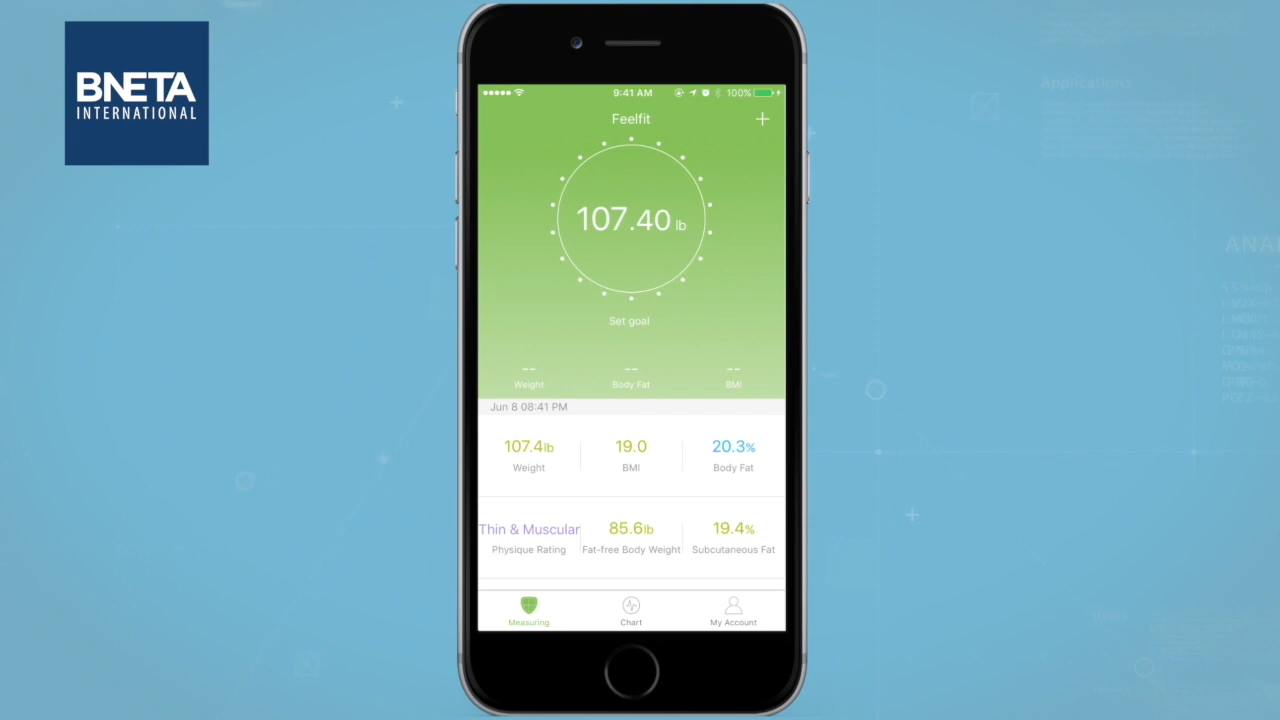 BNETA
INTERNATIONAL
9:41 AM
100%
Feelfit
+
107.40 lb
Set goal
-- -- --
Weight Body Fat BMI
Jun 8 08:41 PM
107.4lb 19.0 20.3%
Weight BMI Body Fat
Thin & Muscular 85.6lb 19.4%
Physique Rating Fat-free Body Weight Subcutaneous Fat
Measuring Chart My Account
Applications
ANA